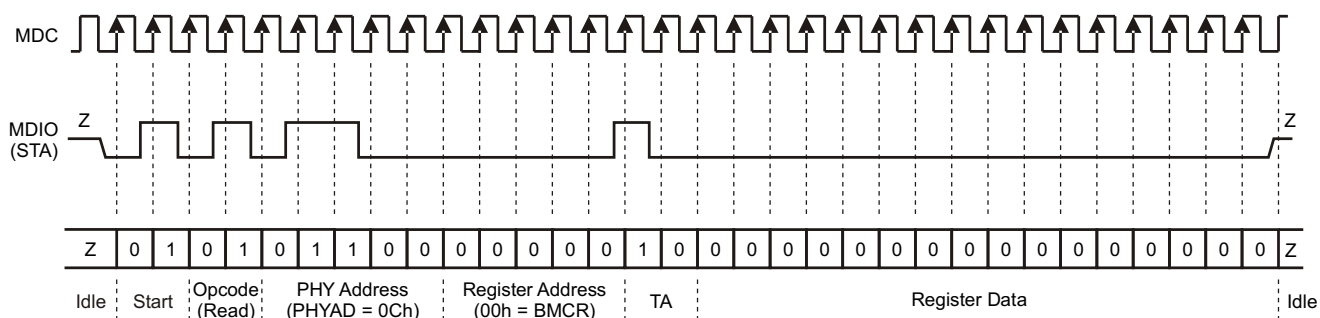 MDC
Z
Z
MDIO
(STA)
Z 0 1 0 1 0 1 1 0 0 0 0 0 0 0 1 0 0 0 0 0 0 0 0 0 0 0 0 0 0 0 0 0 Z
Idle Start Opcode PHY Address Register Address TA Register Data Idle
(Read) (PHYAD = 0Ch) (00h = BMCR)